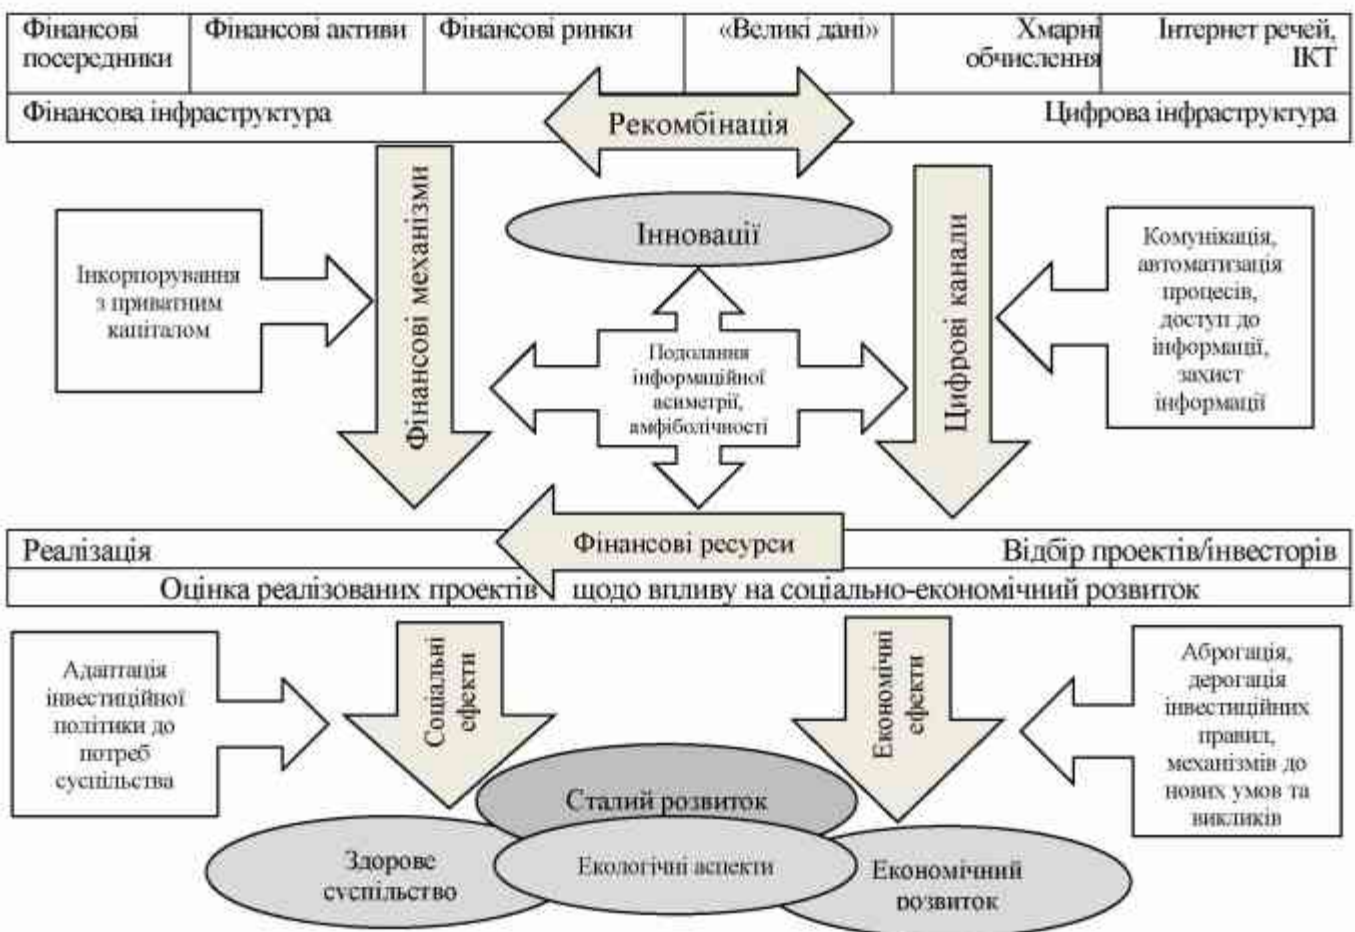 Фінансові
посередники
Фінансові активи
Фінансові ринки
«Великі дані»
Хмарні
обчислення
Інтернет речей,
ІКТ
Фінансова інфраструктура
Рекомбінація
Цифрова інфраструктура
Інкорпорування
з приватним
капіталом
Фінансові механізми
Інновації
Подолання
інформаційної
асиметрії,
амфіболічності
Цифрові канали
Комунікація,
автоматизація
процесів,
доступ до
інформації,
захист
інформації
Реалізація
Фінансові ресурси
Відбір проектів/інвесторів
Оцінка реалізованих проектів щодо впливу на соціально-економічний розвиток
Адаптація
інвестиційної
політики до
потреб
суспільства
Соціальні
ефекти
Економічні
ефекти
Аброгація,
дерогація
інвестиційних
правил,
механізмів до
нових умов та
викликів
Сталий розвиток
Здорове
суспільство
Екологічні аспекти
Економічний
розвиток